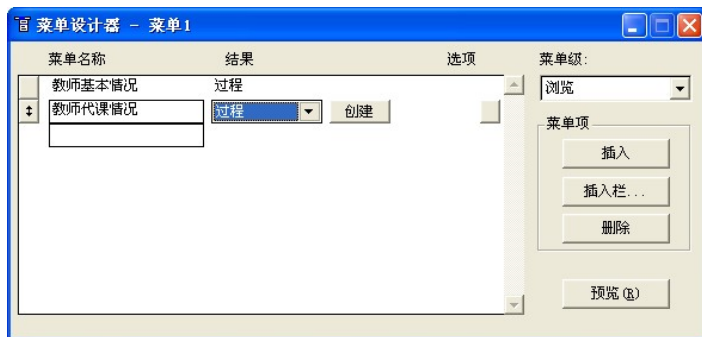 菜单设计器 - 菜单1
菜单名称 结果 选项 菜单级:
教师基本情况 过程
浏览
教师代课情况 过程 创建
菜单项
插入
插入栏...
删除
预览(R)